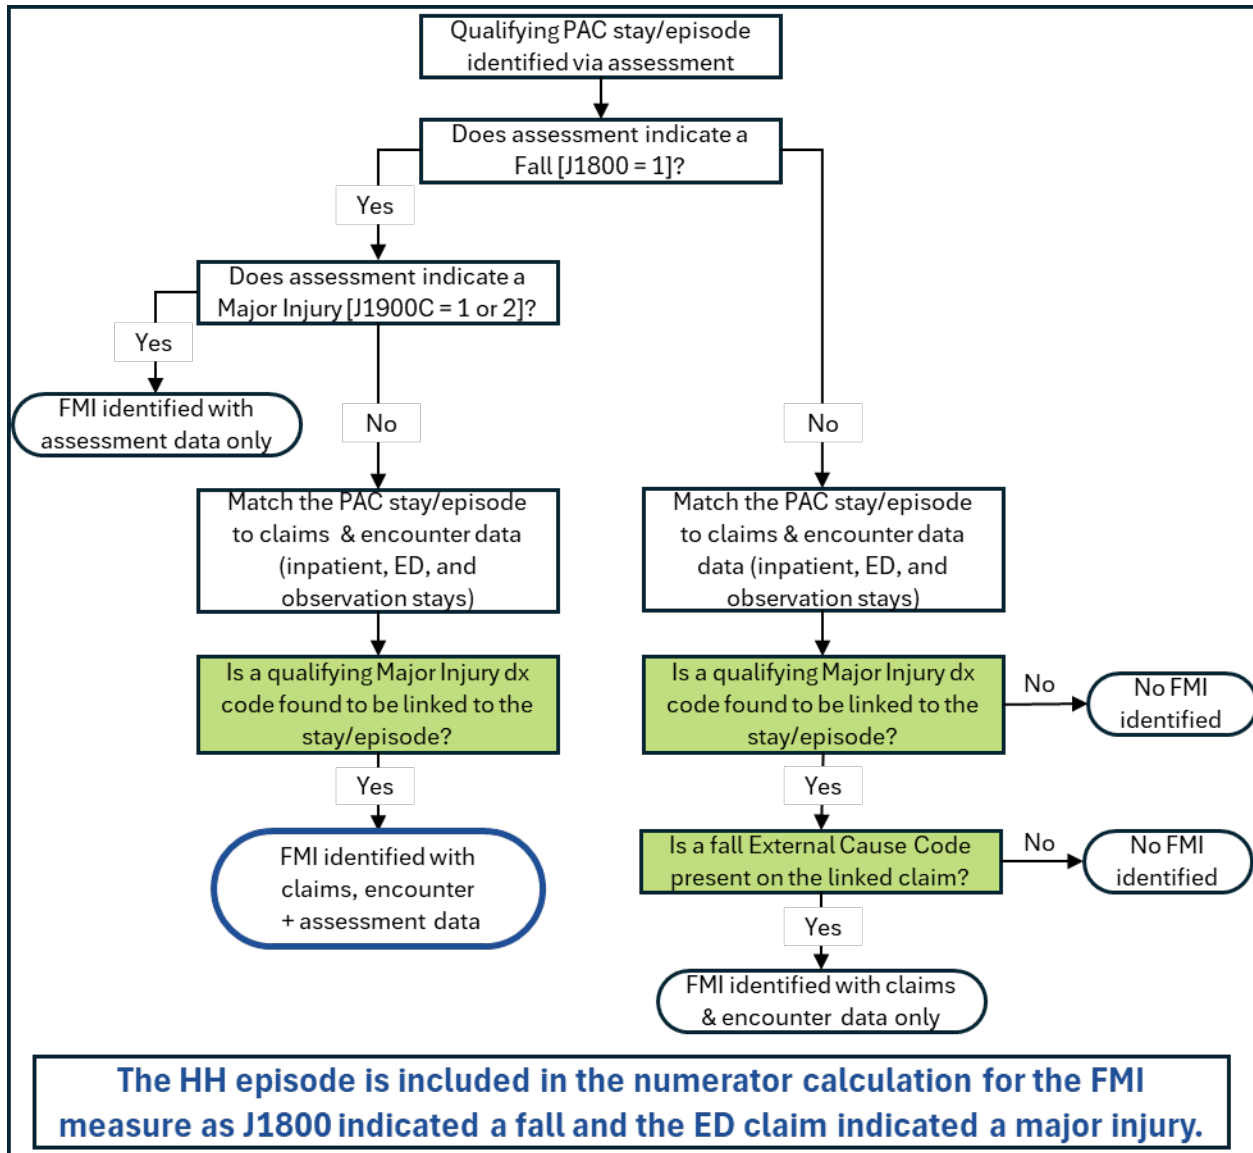 Qualifying PAC stay/episode
identified via assessment
Does assessment indicate a
Fall [J1800 = 1]?
Yes
Does assessment indicate a
Major Injury [J1900C = 1 or 2]?
Yes
FMI identified with
assessment data only
No
No
Match the PAC stay/episode
to claims & encounter data
(inpatient, ED, and
observation stays)
Match the PAC stay/episode
to claims & encounter data
data (inpatient, ED, and
observation stays)
Is a qualifying Major Injury dx
code found to be linked to the
stay/episode?
Is a qualifying Major Injury dx
code found to be linked to the
stay/episode?
No
No FMI
identified
Yes
Yes
FMI identified with
claims, encounter
+ assessment data
Is a fall External Cause Code
present on the linked claim?
No
No FMI
identified
Yes
FMI identified with claims
& encounter data only
The HH episode is included in the numerator calculation for the FMI
measure as J1800 indicated a fall and the ED claim indicated a major injury.